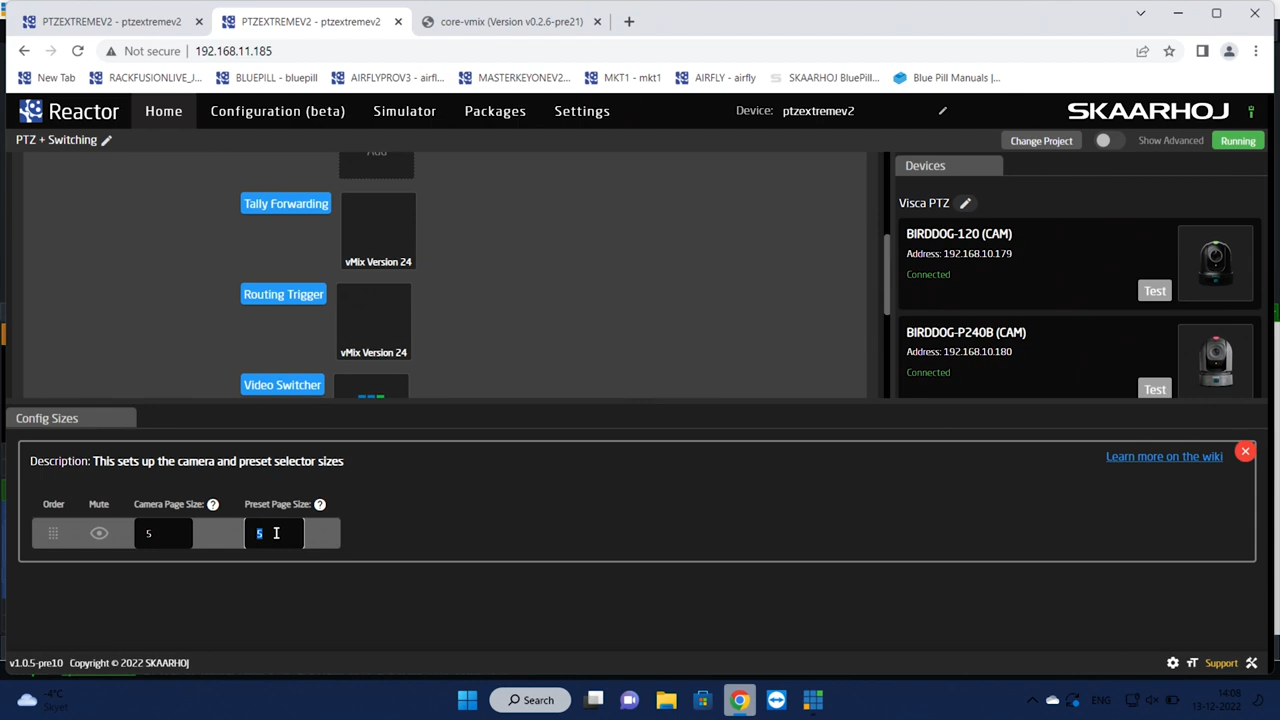 PTZEXTREMEV2 - ptzextremev2
PTZEXTREMEV2 - ptzextremev2
core-vmix (Version v0.2.6-pre21)
Not secure
192.168.11.185
New Tab
RACKFUSIONLIVE_J...
BLUEPILL - bluepill
AIRFLYPROV3 - airfl...
MASTERKEYONEV2...
MKT1 - mkt1
AIRFLY - airfly
SKAARHOJ BluePill...
Blue Pill Manuals |...
Reactor
Home
Configuration (beta)
Simulator
Packages
Settings
Device:
ptzextremev2
SKAARHOJ
PTZ + Switching
Change Project
Show Advanced
Running
Add
Tally Forwarding
vMix Version 24
Routing Trigger
vMix Version 24
Video Switcher
Devices
Visca PTZ
BIRDDOG-120 (CAM)
Address: 192.168.10.179
Connected
Test
BIRDDOG-P240B (CAM)
Address: 192.168.10.180
Connected
Test
Config Sizes
Description: This sets up the camera and preset selector sizes
Learn more on the wiki
Order
Mute
Camera Page Size:
?
Preset Page Size:
?
5
5
v1.0.5-pre10
Copyright © 2022 SKAARHOJ
Support
-4°C
Skyet
Search
ENG
14:08
13-12-2022